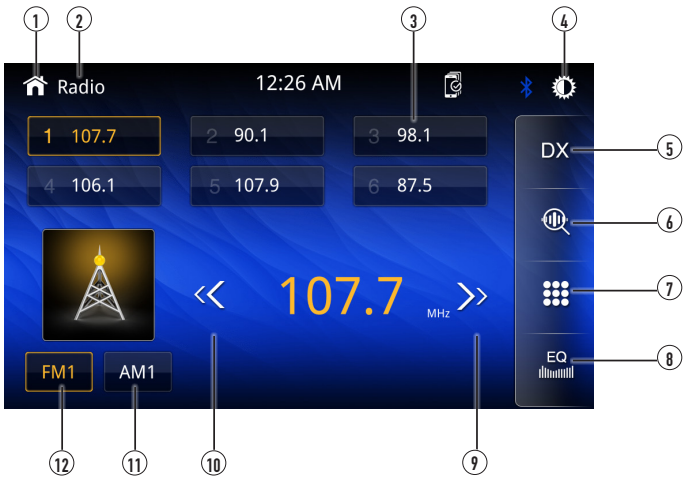 1 2 3 4
Radio 12:26 AM
1 107.7 2 90.1 3 98.1
DX 5
4 106.1 5 107.9 6 87.5
6
107.7 MHz
7
EQ 8
FM1 AM1
12 11 10 9